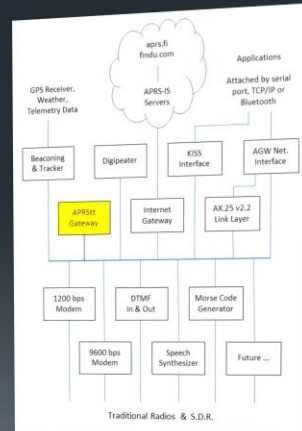 aprs.fi
findu.com
APRS-IS
Servers
GPS Receiver,
Weather,
Telemetry Data
Applications
Attached by serial
port, TCP/IP or
Bluetooth
Beaconing
& Tracker
Digipeater
KISS
Interface
AGW Net.
Interface
APRStt
Gateway
Internet
Gateway
AX.25 v2.2
Link Layer
1200 bps
Modem
DTMF
In & Out
Morse Code
Generator
9600 bps
Modem
Speech
Synthesizer
Future ...
Traditional Radios & S.D.R.